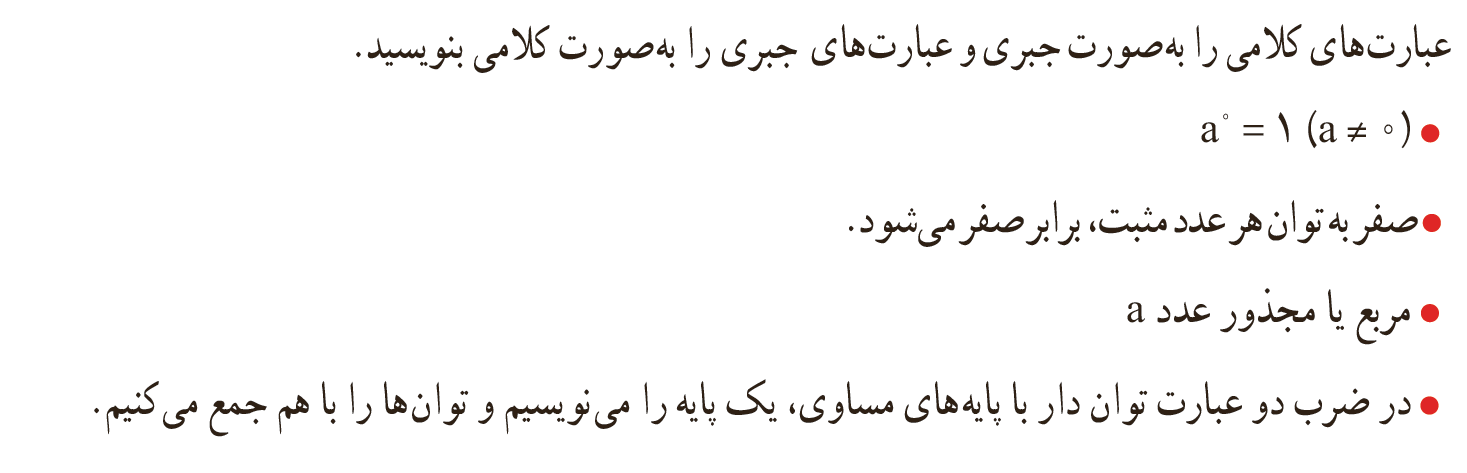 عبارت‌های کلامی را به‌صورت جبری و عبارت‌های جبری را به‌صورت کلامی بنویسید.
● a° = ۱ (a ≠ ۰)
● صفر به توان هر عدد مثبت، برابر صفر می‌شود.
● مربع یا مجذور عدد a
● در ضرب دو عبارت توان دار با پایه‌های مساوی، یک پایه را می‌نویسیم و توان‌ها را با هم جمع می‌کنیم.